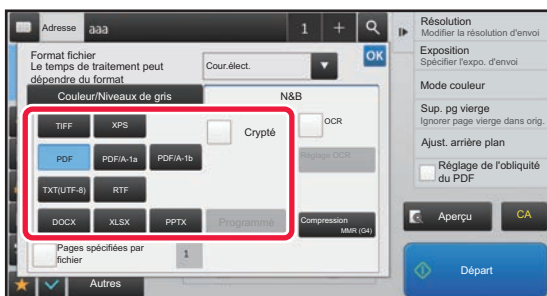 Adresse aaa 1 +
Format fichier
Le temps de traitement peut
dépendre du format
Cour.élect.
OK
Couleur/Niveaux de gris
N&B
TIFF XPS
Crypté
OCR
PDF PDF/A-1a PDF/A-1b
Réglage OCR
TXT(UTF-8) RTF
DOCX XLSX PPTX Programmé
Compression
MMR (G4)
Pages spécifiées par
fichier
1
Autres
Résolution
Modifier la résolution d'envoi
Exposition
Spécifier l'expo. d'envoi
Mode couleur
Sup. pg vierge
Ignorer page vierge dans orig.
Ajust. arrière plan
Réglage de l'obliquité
du PDF
Aperçu CA
Départ